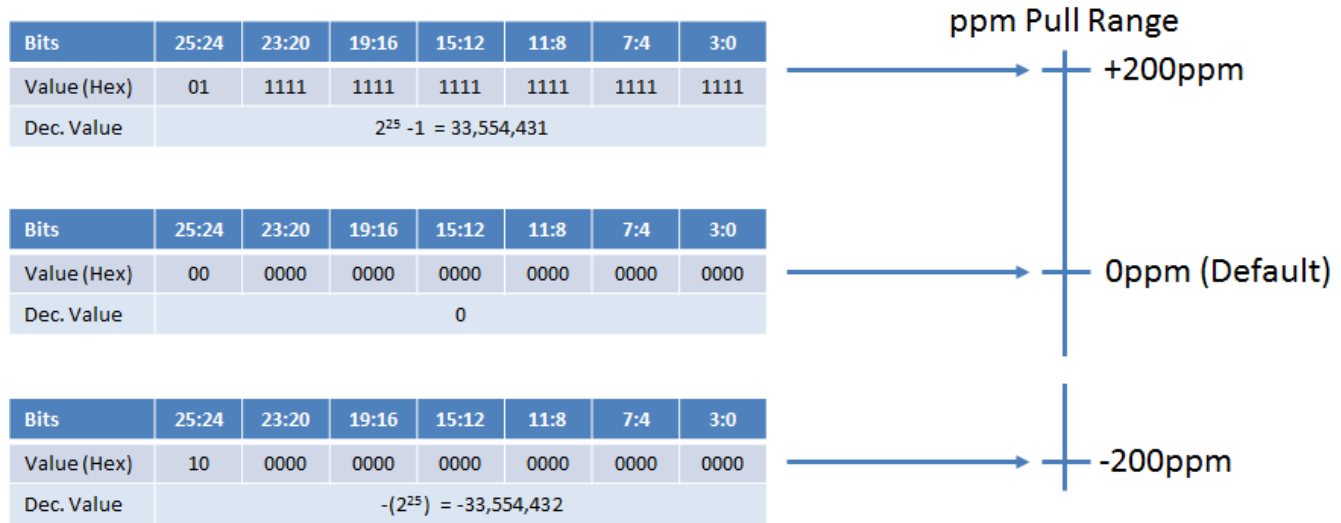 ppm Pull Range
Bits 25:24 23:20 19:16 15:12 11:8 7:4 3:0
Value (Hex) 01 1111 1111 1111 1111 1111 1111
Dec. Value 2²⁵ -1 = 33,554,431
+200ppm
Bits 25:24 23:20 19:16 15:12 11:8 7:4 3:0
Value (Hex) 00 0000 0000 0000 0000 0000 0000
Dec. Value 0
0ppm (Default)
Bits 25:24 23:20 19:16 15:12 11:8 7:4 3:0
Value (Hex) 10 0000 0000 0000 0000 0000 0000
Dec. Value -(2²⁵) = -33,554,432
-200ppm